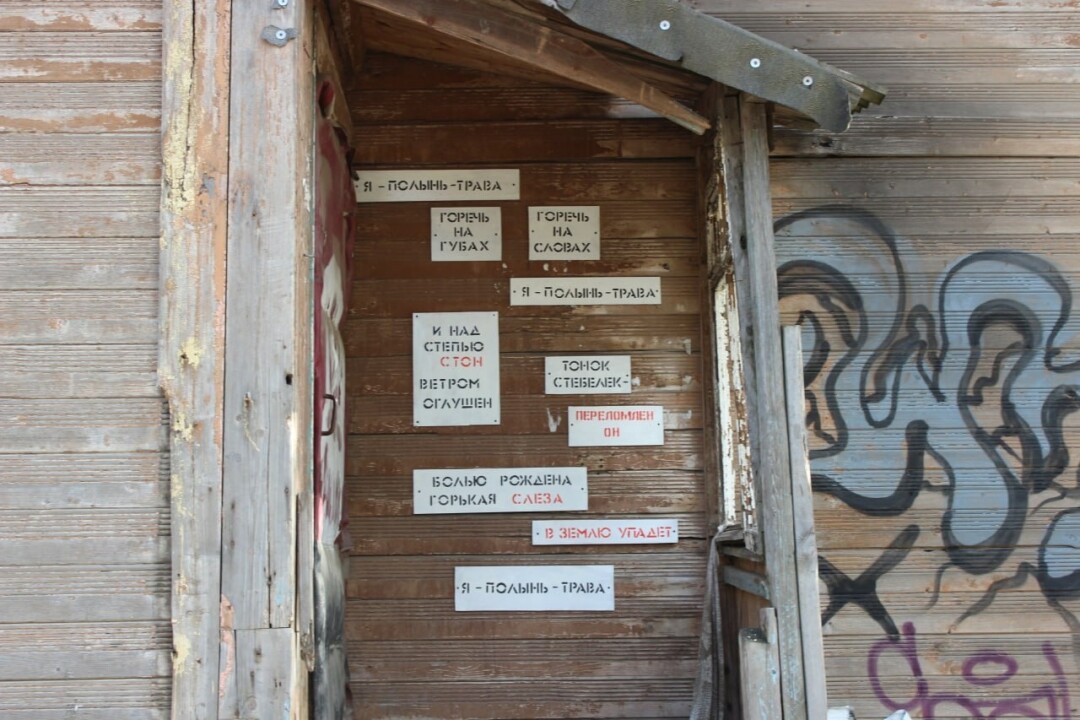 Я - ПОЛЫНЬ - ТРАВА
ГОРЕЧЬ
НА
ГУБАХ
ГОРЕЧЬ
НА
СЛОВАХ
Я - ПОЛЫНЬ - ТРАВА
И НАД
СТЕПЬЮ
СТОН
ВЕТРОМ
ОГЛУШЕН
ТОНОК
СТЕБЕЛЕК -
ПЕРЕЛОМЛЕН
ОН
БОЛЬЮ РОЖДЕНА
ГОРЬКАЯ СЛЕЗА
В ЗЕМЛЮ УПАДЕТ
Я - ПОЛЫНЬ - ТРАВА